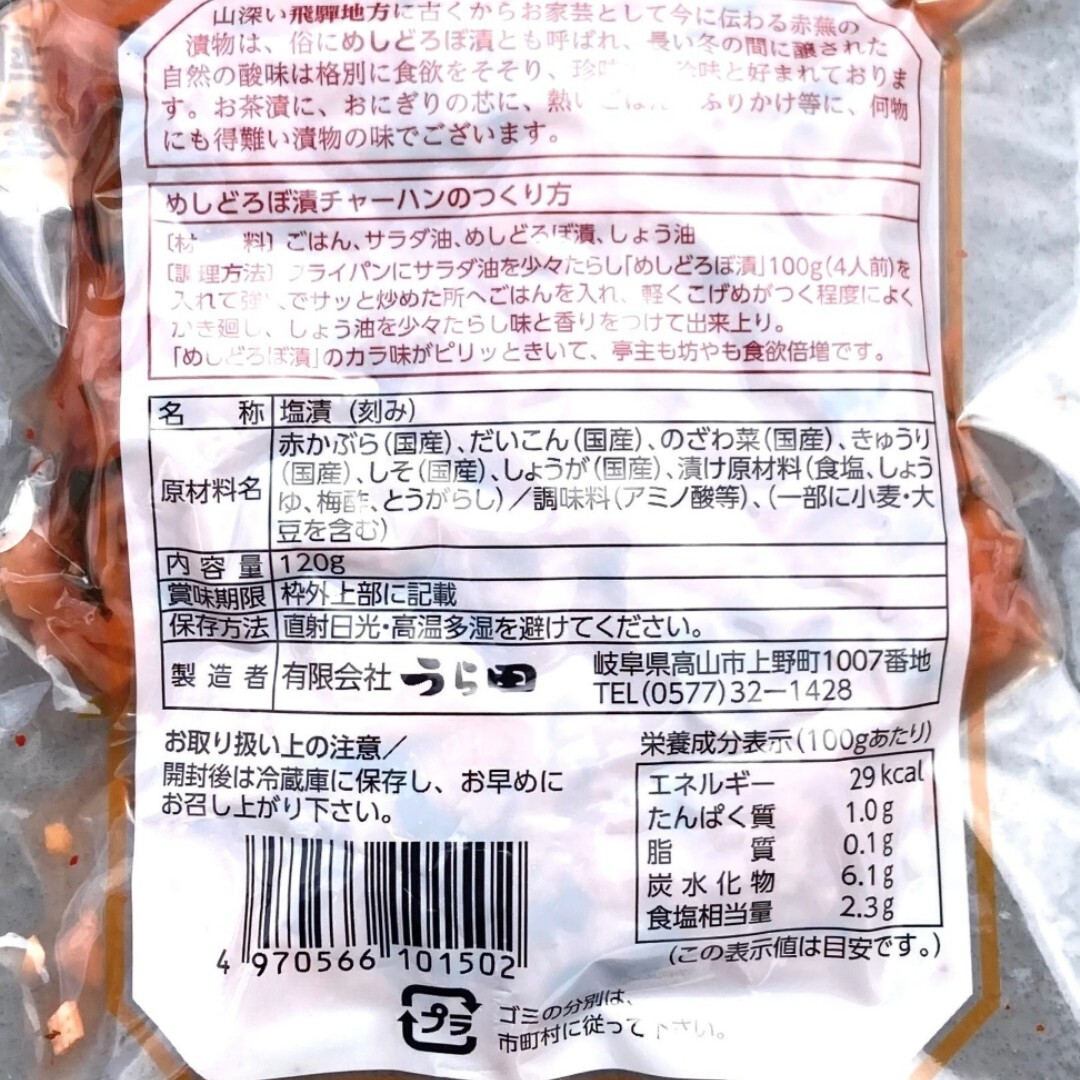 山深い飛騨地方に古くからお家芸として今に伝わる赤蕪の
漬物は、俗にめしどろぼ漬とも呼ばれ、長い冬の間に醸された
自然の酸味は格別に食欲をそそり、珍味 味と好まれておりま
す。お茶漬に、おにぎりの芯に、熱い ふりかけ等に、何物
にも得難い漬物の味でございます。
めしどろぼ漬チャーハンのつくり方
〔材 料〕ごはん、サラダ油、めしどろぼ漬、しょう油
〔調理方法〕フライパンにサラダ油を少々たらし「めしどろぼ漬」100g(4人前)を
入れて強 でサッと炒めた所へごはんを入れ、軽くこげめがつく程度によく
かき廻し、しょう油を少々たらし味と香りをつけて出来上り。
「めしどろぼ漬」のカラ味がピリッときいて、亭主も坊やも食欲倍増です。
名 称 塩漬 (刻み)
原材料名 赤かぶら(国産)、だいこん(国産)、のざわ菜(国産)、きゅうり
(国産)、しそ(国産)、しょうが(国産)、漬け原材料(食塩、しょう
ゆ、梅酢、とうがらし)/調味料(アミノ酸等)、(一部に小麦・大
豆を含む)
内容量 120g
賞味期限 枠外上部に記載
保存方法 直射日光・高温多湿を避けてください。
製造者 有限会社 うら田 岐阜県高山市上野町1007番地
TEL(0577)32-1428
お取り扱い上の注意/
開封後は冷蔵庫に保存し、お早めに
お召し上がり下さい。
栄養成分表示(100gあたり)
エネルギー 29kcal
たんぱく質 1.0g
脂 質 0.1g
炭水化物 6.1g
食塩相当量 2.3g
(この表示値は目安です。)
4 970566 101502
プラ
ゴミの分別は、
市町村に従って下さい。